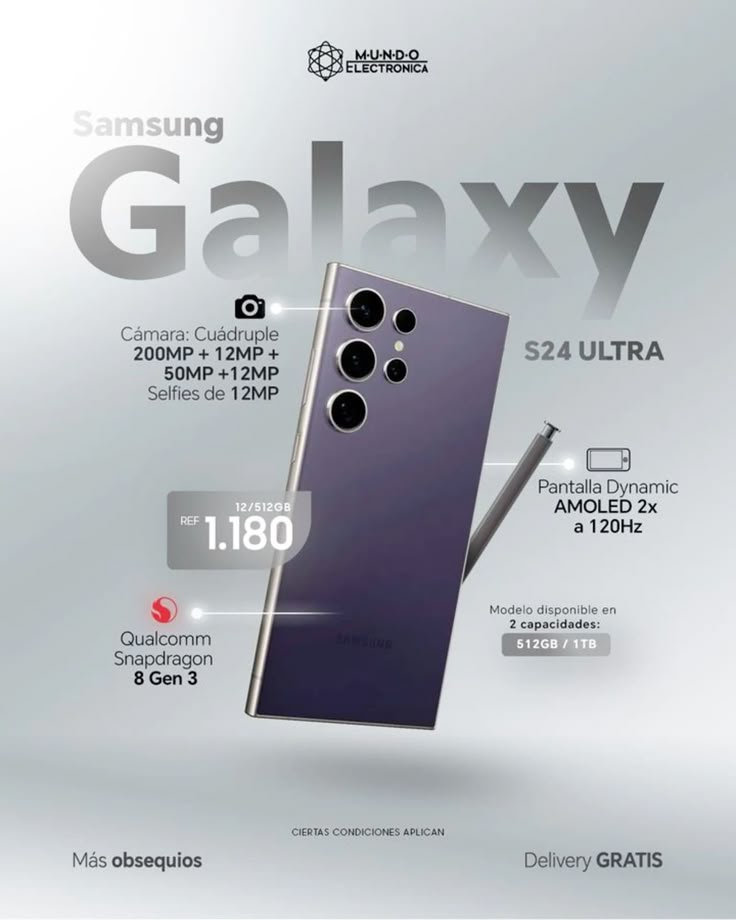 M·U·N·D·O
ELECTRONICA
Samsung
Galaxy
S24 ULTRA
Cámara: Cuádruple
200MP + 12MP +
50MP +12MP
Selfies de 12MP
Pantalla Dynamic
AMOLED 2x
a 120Hz
12/512GB
REF 1.180
Qualcomm
Snapdragon
8 Gen 3
SAMSUNG
Modelo disponible en
2 capacidades:
512GB / 1TB
CIERTAS CONDICIONES APLICAN
Más obsequios
Delivery GRATIS